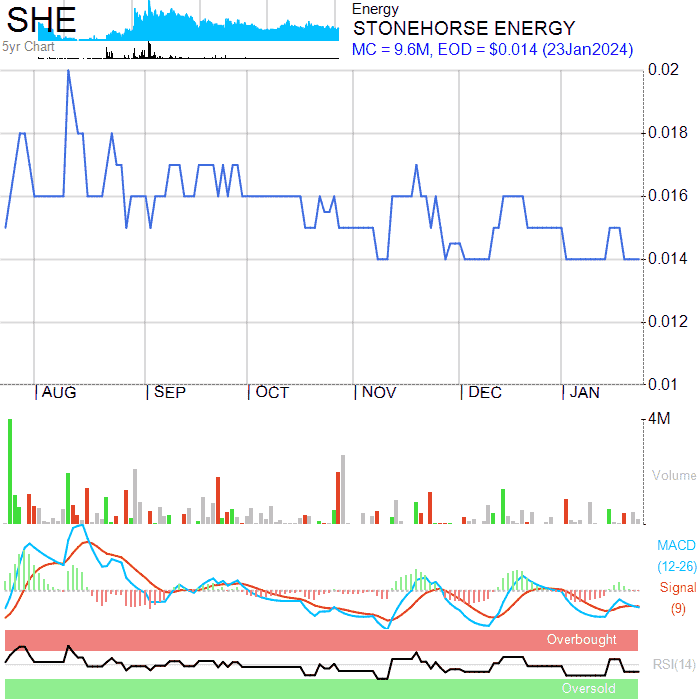 SHE
5yr Chart
Energy
STONEHORSE ENERGY
MC = 9.6M, EOD = $0.014 (23Jan2024)
0.02
0.018
0.016
0.014
0.012
0.01
AUG SEP OCT NOV DEC JAN
4M
Volume
MACD
(12-26)
Signal
(9)
Overbought
RSI(14)
Oversold